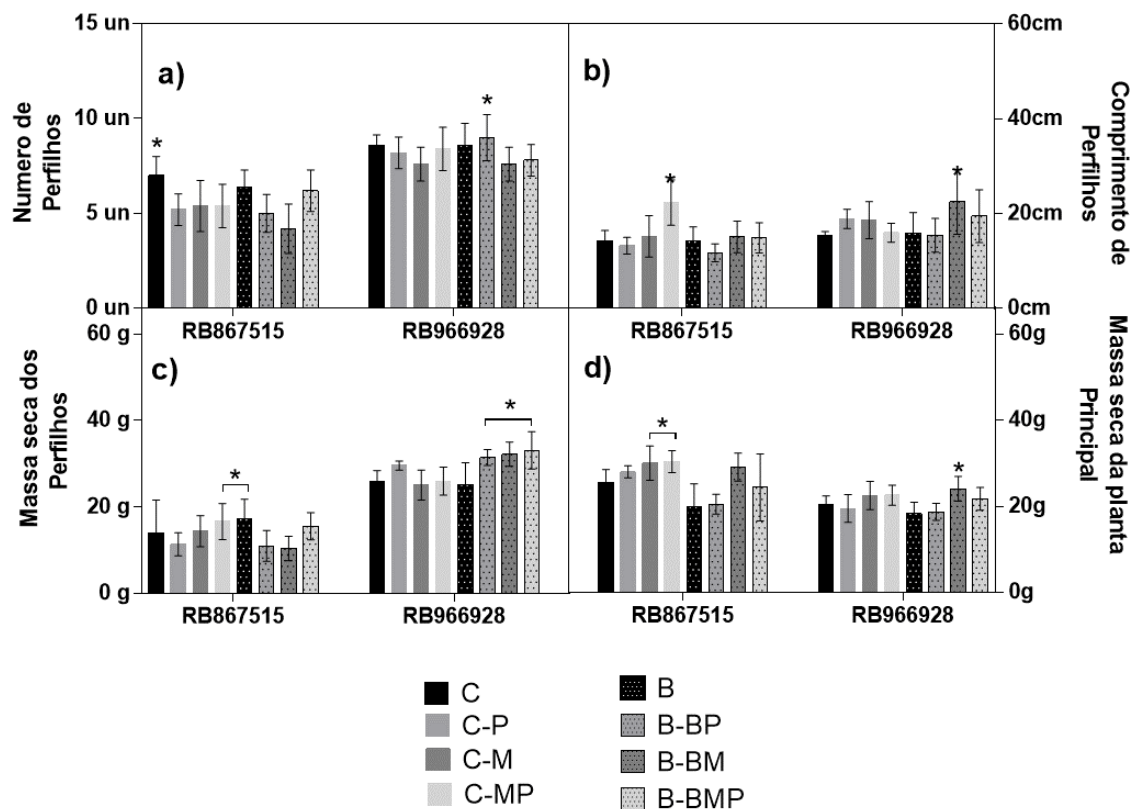 15 un
10 un
5 un
0 un
Numero de
Perfilhos
a)
*
*
RB867515
RB966928
b)
*
*
RB867515
RB966928
60cm
40cm
20cm
0cm
Comprimento de
Perfilhos
60 g
40 g
20 g
0 g
Massa seca dos
Perfilhos
c)
*
*
RB867515
RB966928
d)
*
*
RB867515
RB966928
60g
40g
20g
0g
Massa seca da planta
Principal
C
C-P
C-M
C-MP
B
B-BP
B-BM
B-BMP